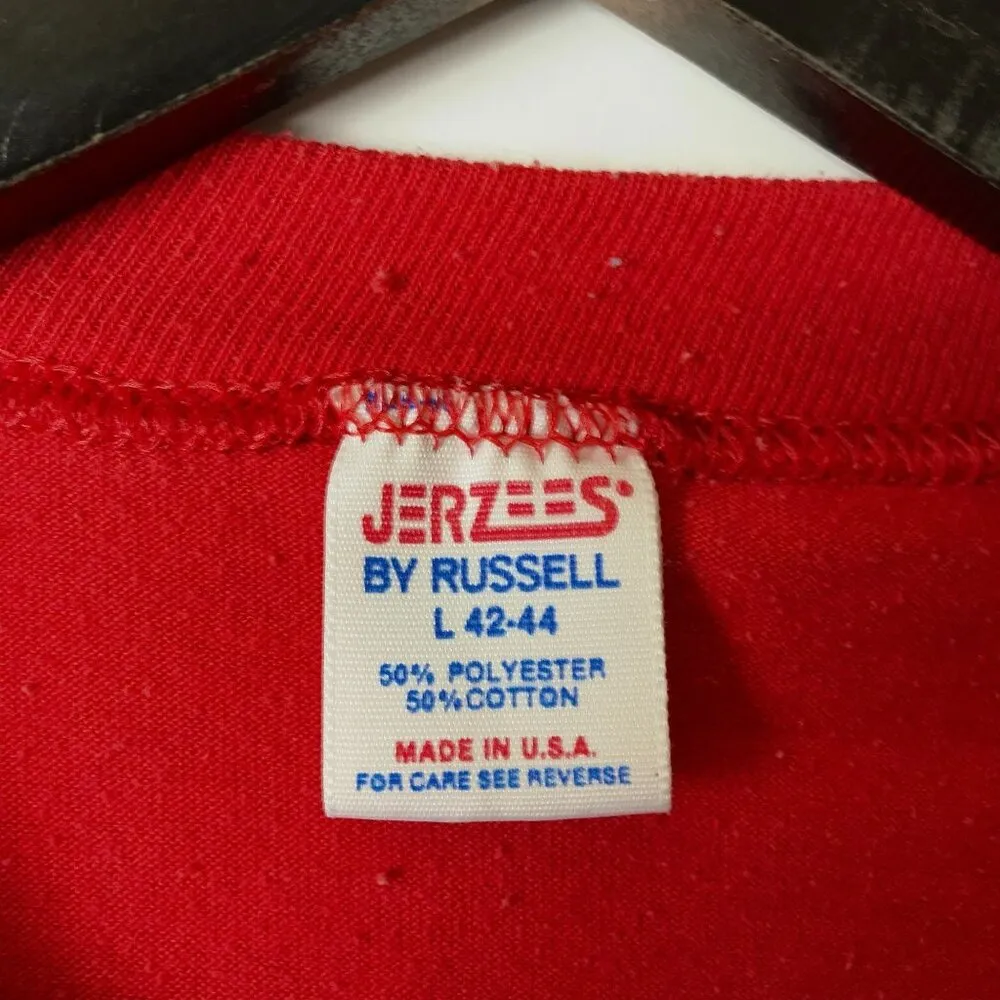 JERZEES
BY RUSSELL
L 42-44
50% POLYESTER
50% COTTON
MADE IN U.S.A.
FOR CARE SEE REVERSE